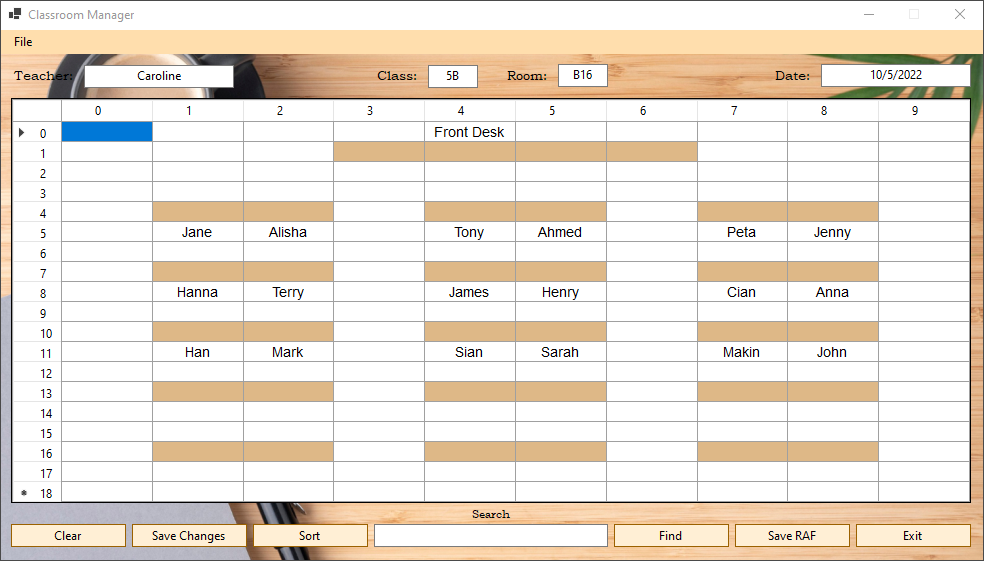 Classroom Manager
File
Teacher: Caroline Class: 5B Room: B16 Date: 10/5/2022
0 1 2 3 4 5 6 7 8 9
0 Front Desk
1
2
3
4
5 Jane Alisha Tony Ahmed Peta Jenny
6
7
8 Hanna Terry James Henry Cian Anna
9
10
11 Han Mark Sian Sarah Makin John
12
13
14
15
16
17
* 18
Search
Clear Save Changes Sort Find Save RAF Exit